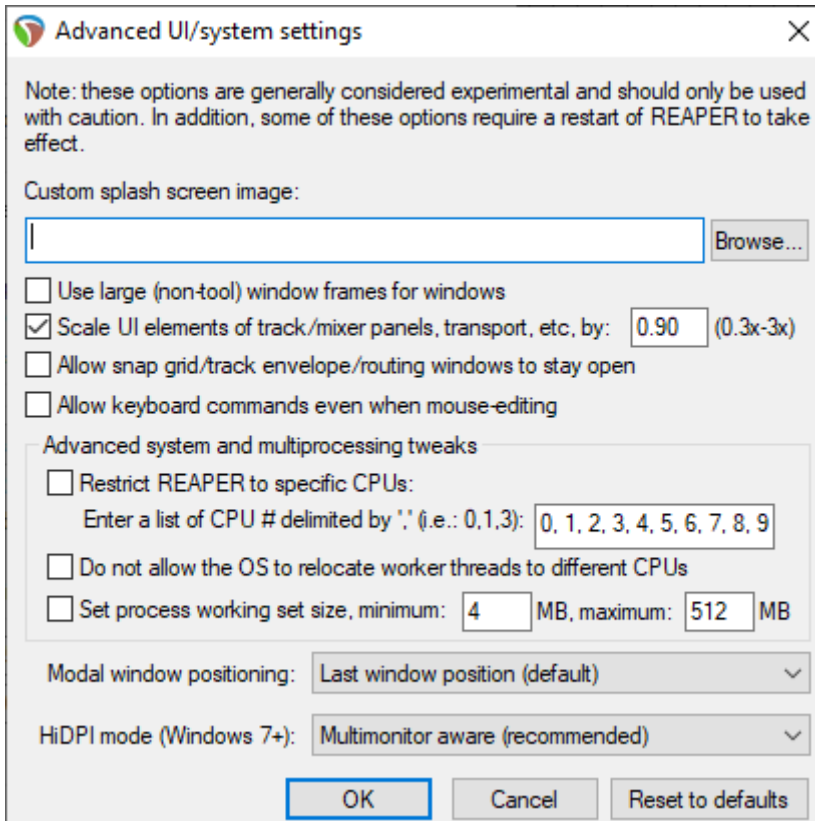 Advanced UI/system settings
Note: these options are generally considered experimental and should only be used
with caution. In addition, some of these options require a restart of REAPER to take
effect.
Custom splash screen image:
Browse...
Use large (non-tool) window frames for windows
Scale UI elements of track/mixer panels, transport, etc, by: 0.90 (0.3x-3x)
Allow snap grid/track envelope/routing windows to stay open
Allow keyboard commands even when mouse-editing
Advanced system and multiprocessing tweaks
Restrict REAPER to specific CPUs:
Enter a list of CPU # delimited by ',' (i.e.: 0,1,3): 0, 1, 2, 3, 4, 5, 6, 7, 8, 9
Do not allow the OS to relocate worker threads to different CPUs
Set process working set size, minimum: 4 MB, maximum: 512 MB
Modal window positioning: Last window position (default)
HiDPI mode (Windows 7+): Multimonitor aware (recommended)
OK Cancel Reset to defaults